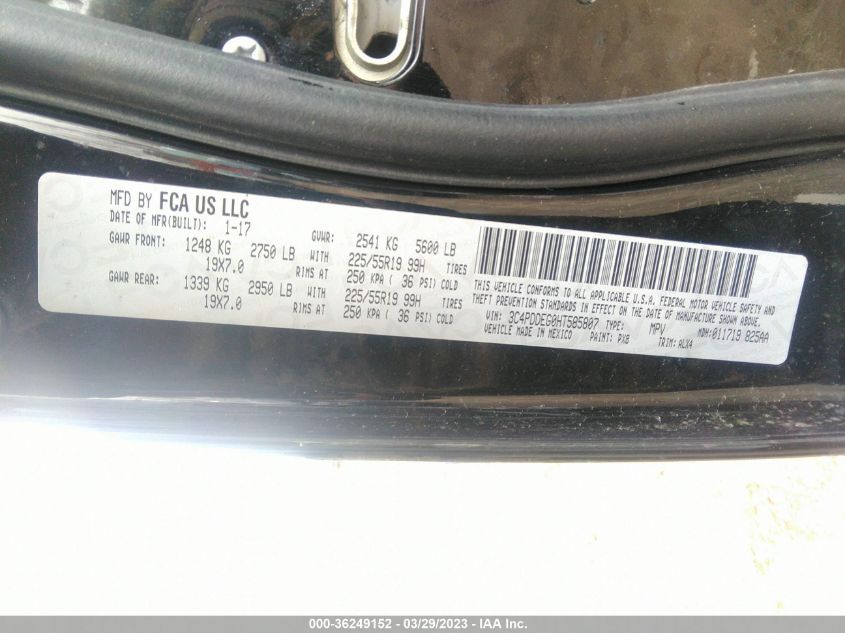 MFD BY FCA US LLC
DATE OF MFR(BUILT): 1-17 GVWR: 2541 KG 5600 LB
GAWR FRONT: 1248 KG 2750 LB WITH 225/55R19 99H TIRES
19X7.0 RIMS AT 250 KPA ( 36 PSI) COLD
GAWR REAR: 1339 KG 2950 LB WITH 225/55R19 99H TIRES
19X7.0 RIMS AT 250 KPA ( 36 PSI) COLD
THIS VEHICLE CONFORMS TO ALL APPLICABLE U.S.A. FEDERAL MOTOR VEHICLE SAFETY AND
THEFT PREVENTION STANDARDS IN EFFECT ON THE DATE OF MANUFACTURE SHOWN ABOVE.
VIN: 3C4PDDEG0HT585807 TYPE: MPV MDH:011719 825AA
VEHICLE MADE IN MEXICO PAINT: PX8 TRIM: ALX4
000-36249152 - 03/29/2023 - IAA Inc.